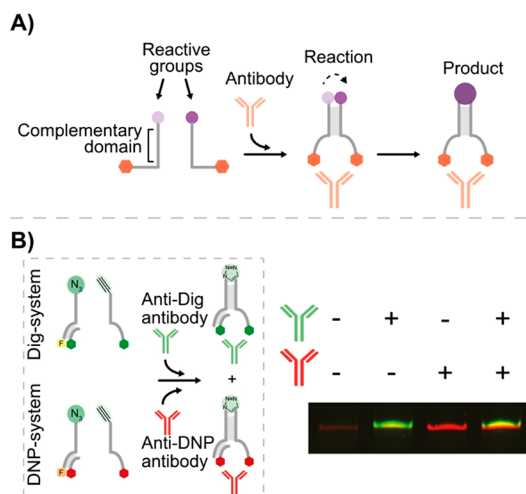 A)
Reactive
groups
Complementary
domain
Antibody
Reaction
Product
B)
Dig-system
N3
F
Anti-Dig
antibody
N=N
N
+
DNP-system
N3
F
Anti-DNP
antibody
N=N
N
- + - +
- - + +